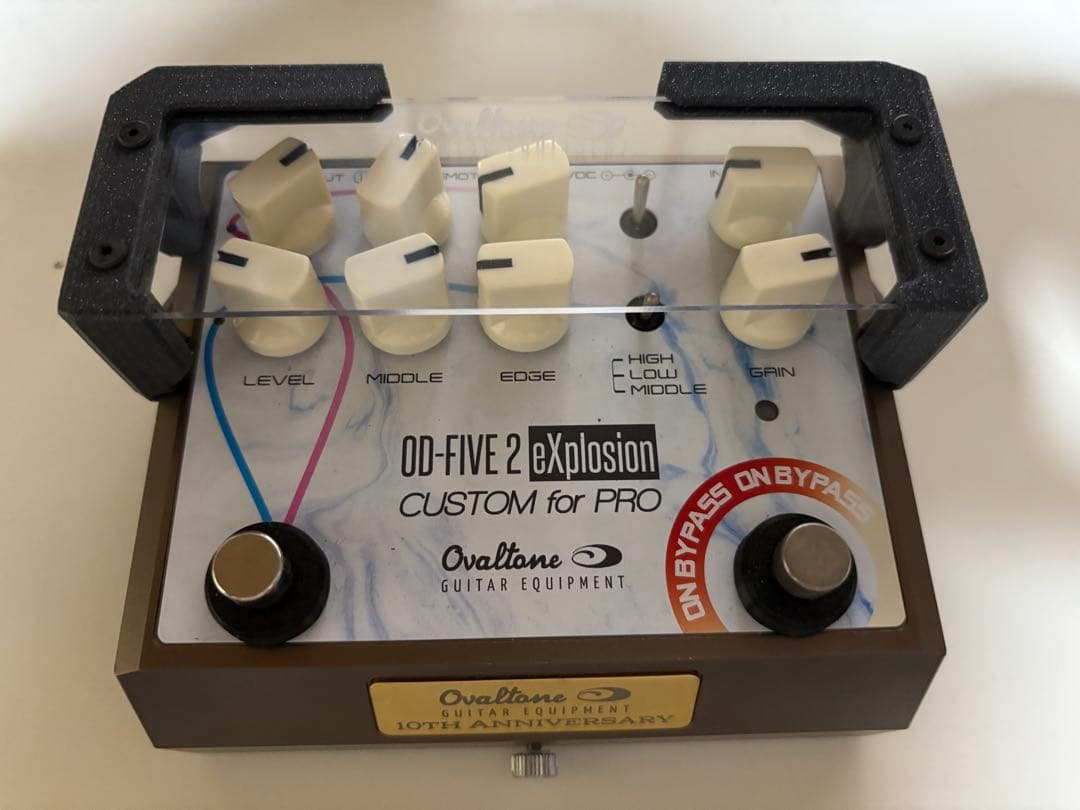 LEVEL MIDDLE EDGE
HIGH
LOW
MIDDLE
GAIN
OD-FIVE 2 eXplosion
CUSTOM for PRO
Ovaltone
GUITAR EQUIPMENT
ON BYPASS ON BYPASS
Ovaltone
GUITAR EQUIPMENT
10TH ANNIVERSARY